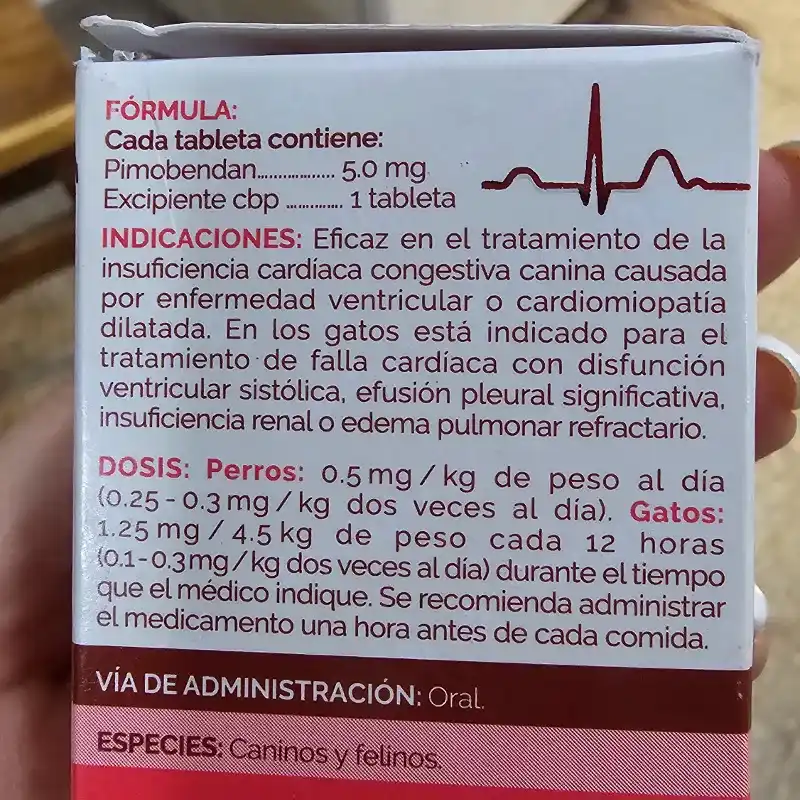 FÓRMULA:
Cada tableta contiene:
Pimobendan................. 5.0 mg
Excipiente cbp ............ 1 tableta
INDICACIONES: Eficaz en el tratamiento de la
insuficiencia cardíaca congestiva canina causada
por enfermedad ventricular o cardiomiopatía
dilatada. En los gatos está indicado para el
tratamiento de falla cardíaca con disfunción
ventricular sistólica, efusión pleural significativa,
insuficiencia renal o edema pulmonar refractario.
DOSIS: Perros: 0.5 mg / kg de peso al día
(0.25 - 0.3 mg / kg dos veces al día). Gatos:
1.25 mg / 4.5 kg de peso cada 12 horas
(0.1-0.3mg/kg dos veces al día) durante el tiempo
que el médico indique. Se recomienda administrar
el medicamento una hora antes de cada comida.
VÍA DE ADMINISTRACIÓN: Oral.
ESPECIES: Caninos y felinos.